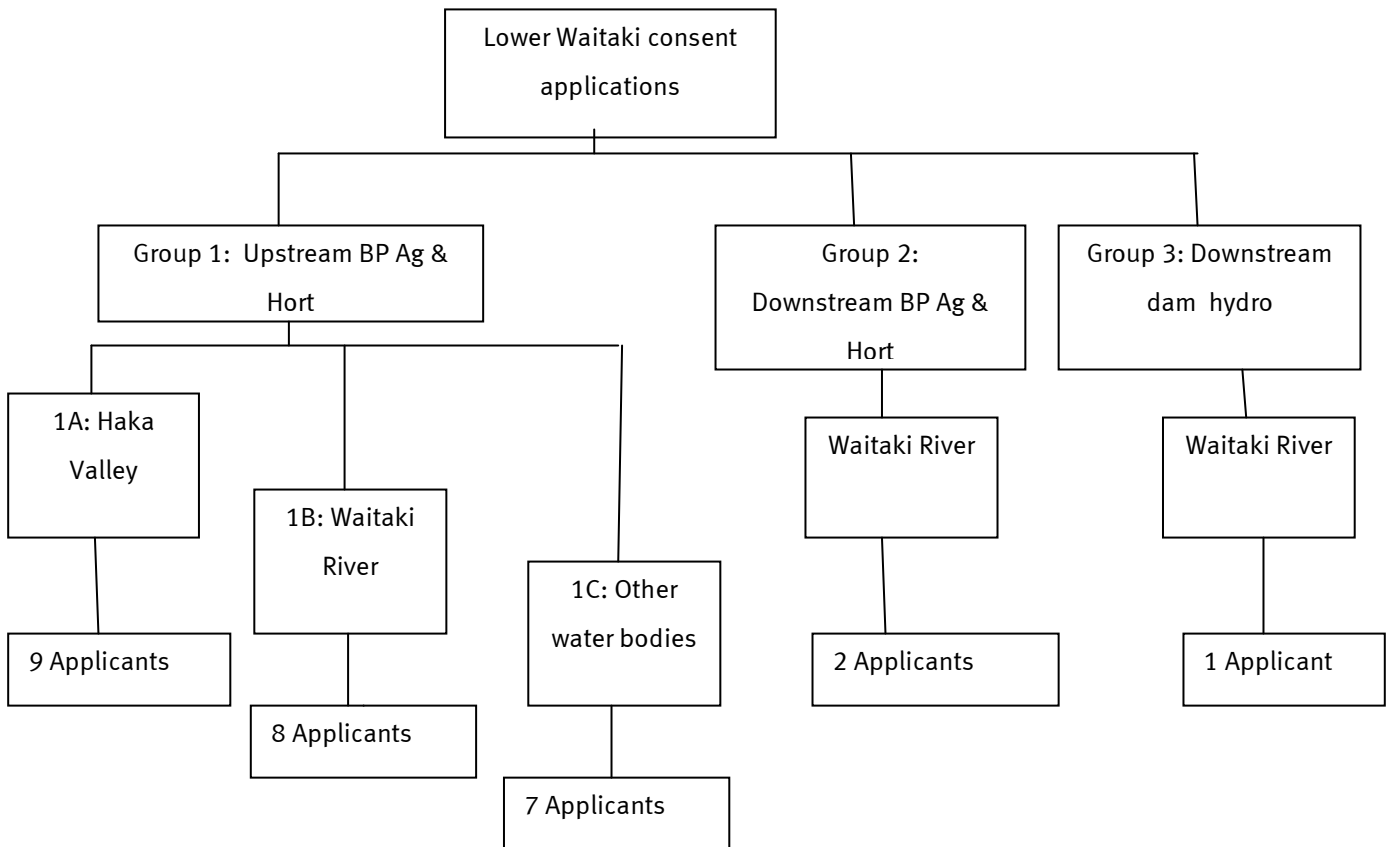 Lower Waitaki consent
applications
Group 1: Upstream BP Ag &
Hort
Group 2:
Downstream BP Ag &
Hort
Group 3: Downstream
dam hydro
1A: Haka
Valley
1B: Waitaki
River
1C: Other
water bodies
Waitaki River
Waitaki River
9 Applicants
8 Applicants
7 Applicants
2 Applicants
1 Applicant